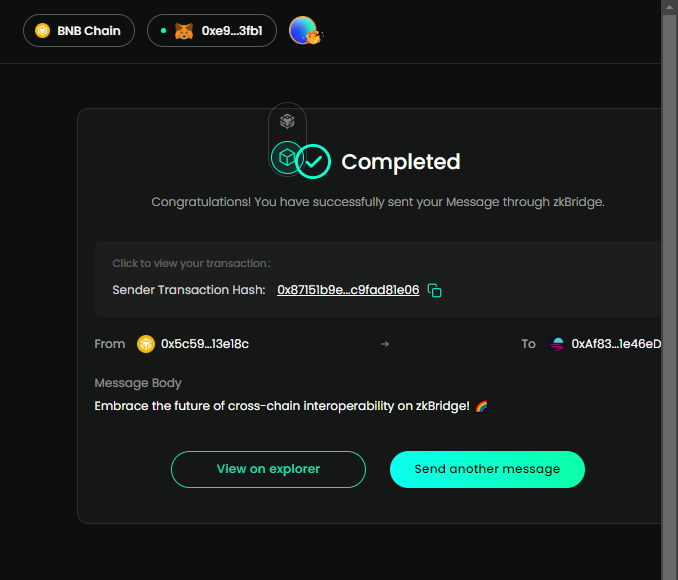 BNB Chain 0xe9...3fb1
Completed
Congratulations! You have successfully sent your Message through zkBridge.
Click to view your transaction:
Sender Transaction Hash: 0x87151b9e...c9fad81e06
From 0x5c59...13e18c → To 0xAf83...1e46eD
Message Body
Embrace the future of cross-chain interoperability on zkBridge! 🌈
View on explorer Send another message